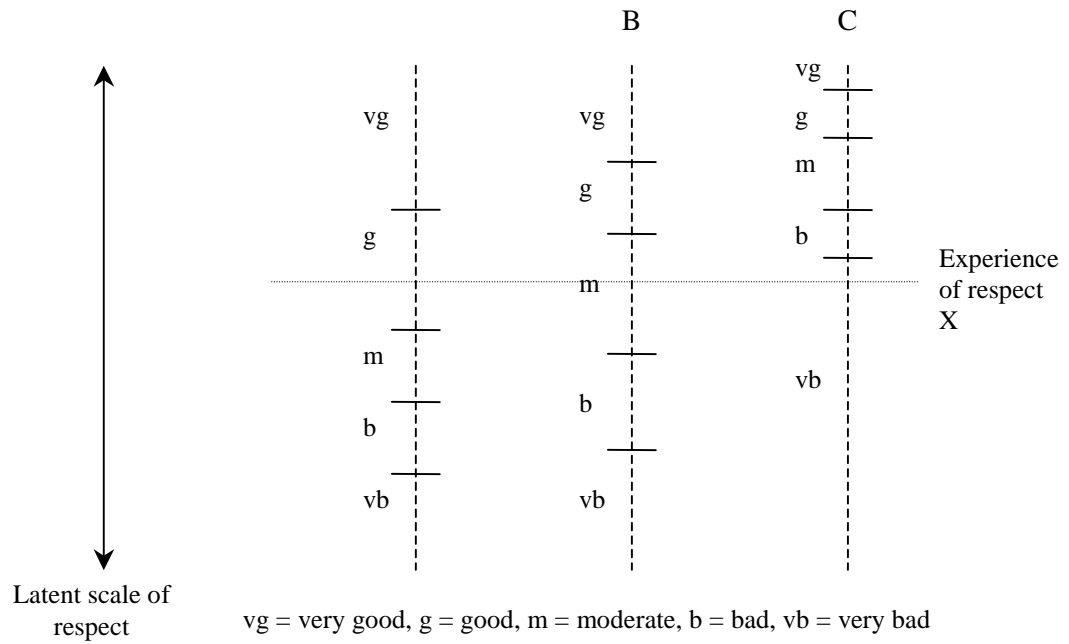 B
C
vg
g
m
b
vb
vg
g
m
b
vb
vg
g
m
b
vb
Experience
of respect
X
Latent scale of
respect
vg = very good, g = good, m = moderate, b = bad, vb = very bad